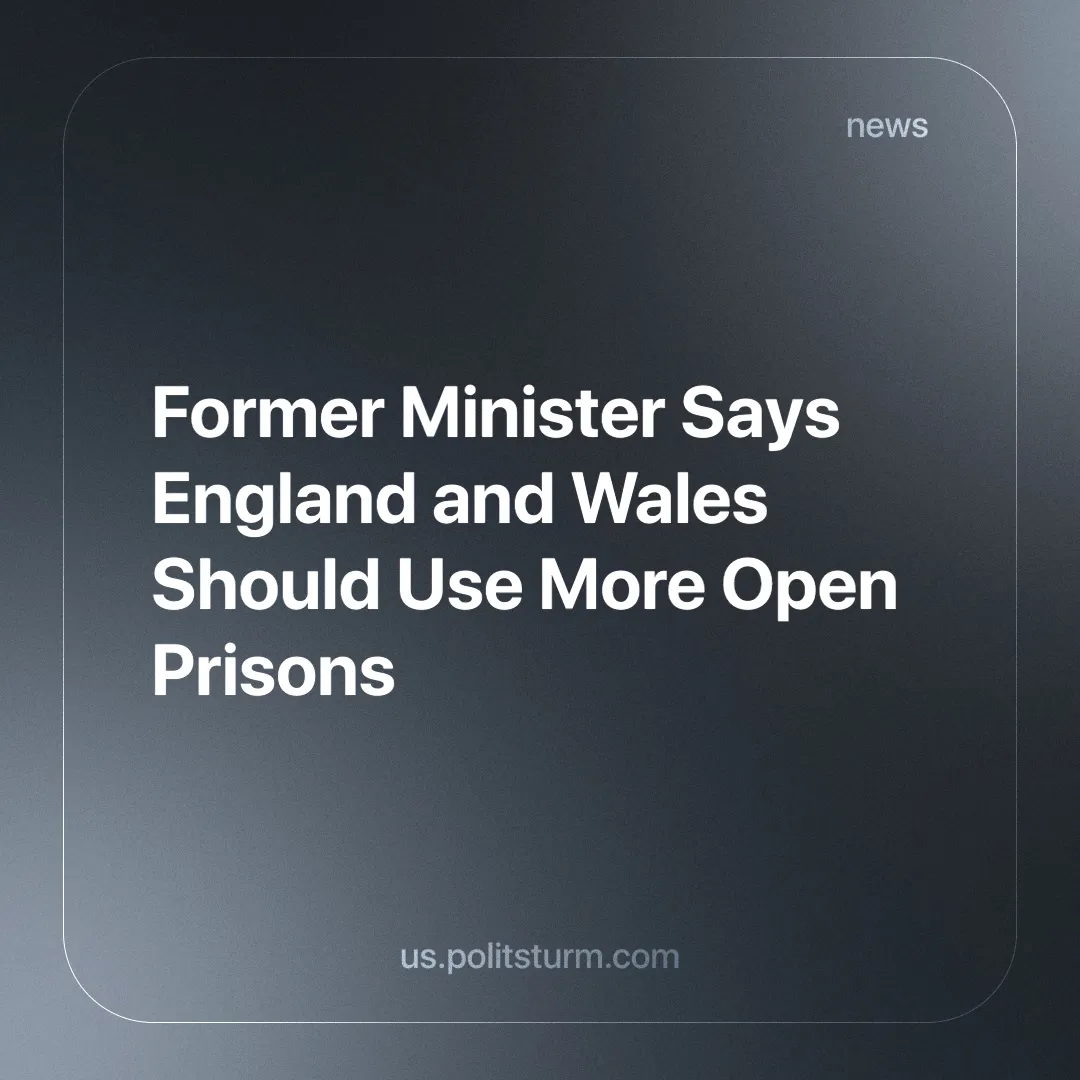 news
Former Minister Says
England and Wales
Should Use More Open
Prisons
us.politsturm.com